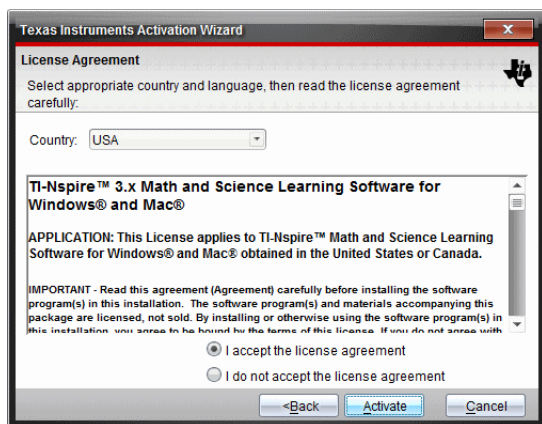 Texas Instruments Activation Wizard
License Agreement
Select appropriate country and language, then read the license agreement
carefully:
Country: USA
TI-Nspire™ 3.x Math and Science Learning Software for
Windows® and Mac®
APPLICATION: This License applies to TI-Nspire™ Math and Science Learning
Software for Windows® and Mac® obtained in the United States or Canada.
IMPORTANT - Read this agreement (Agreement) carefully before installing the software
program(s) in this installation. The software program(s) and materials accompanying this
package are licensed, not sold. By installing or otherwise using the software program(s) in
this installation, you agree to be bound by the terms of this license. If you do not agree with
I accept the license agreement
I do not accept the license agreement
<Back Activate Cancel